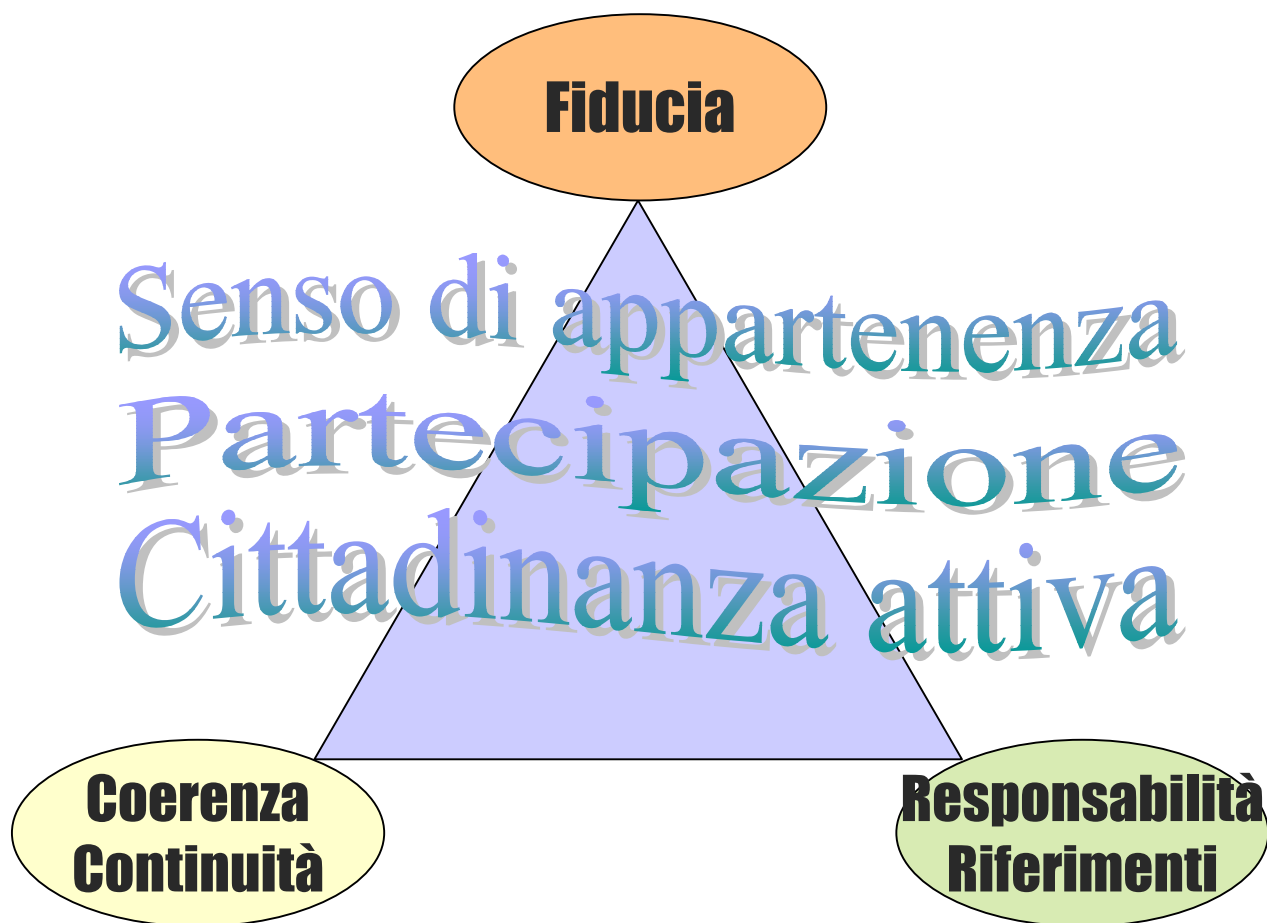 Fiducia
Senso di appartenenza
Partecipazione
Cittadinanza attiva
Coerenza
Continuità
Responsabilità
Riferimenti